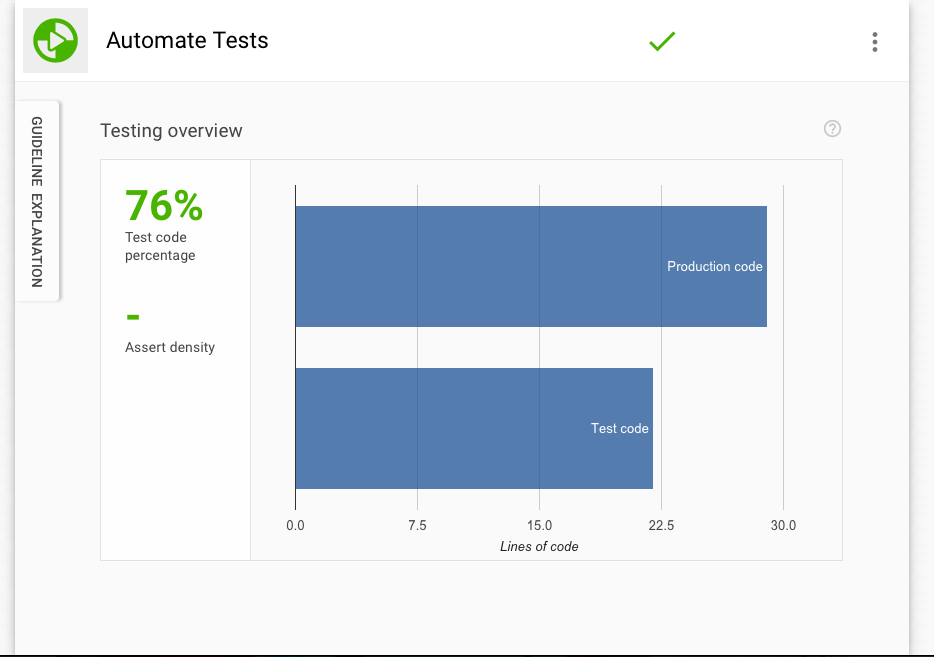 Automate Tests
GUIDELINE EXPLANATION
Testing overview
76%
Test code
percentage
-
Assert density
Production code
Test code
0.0 7.5 15.0 22.5 30.0
Lines of code